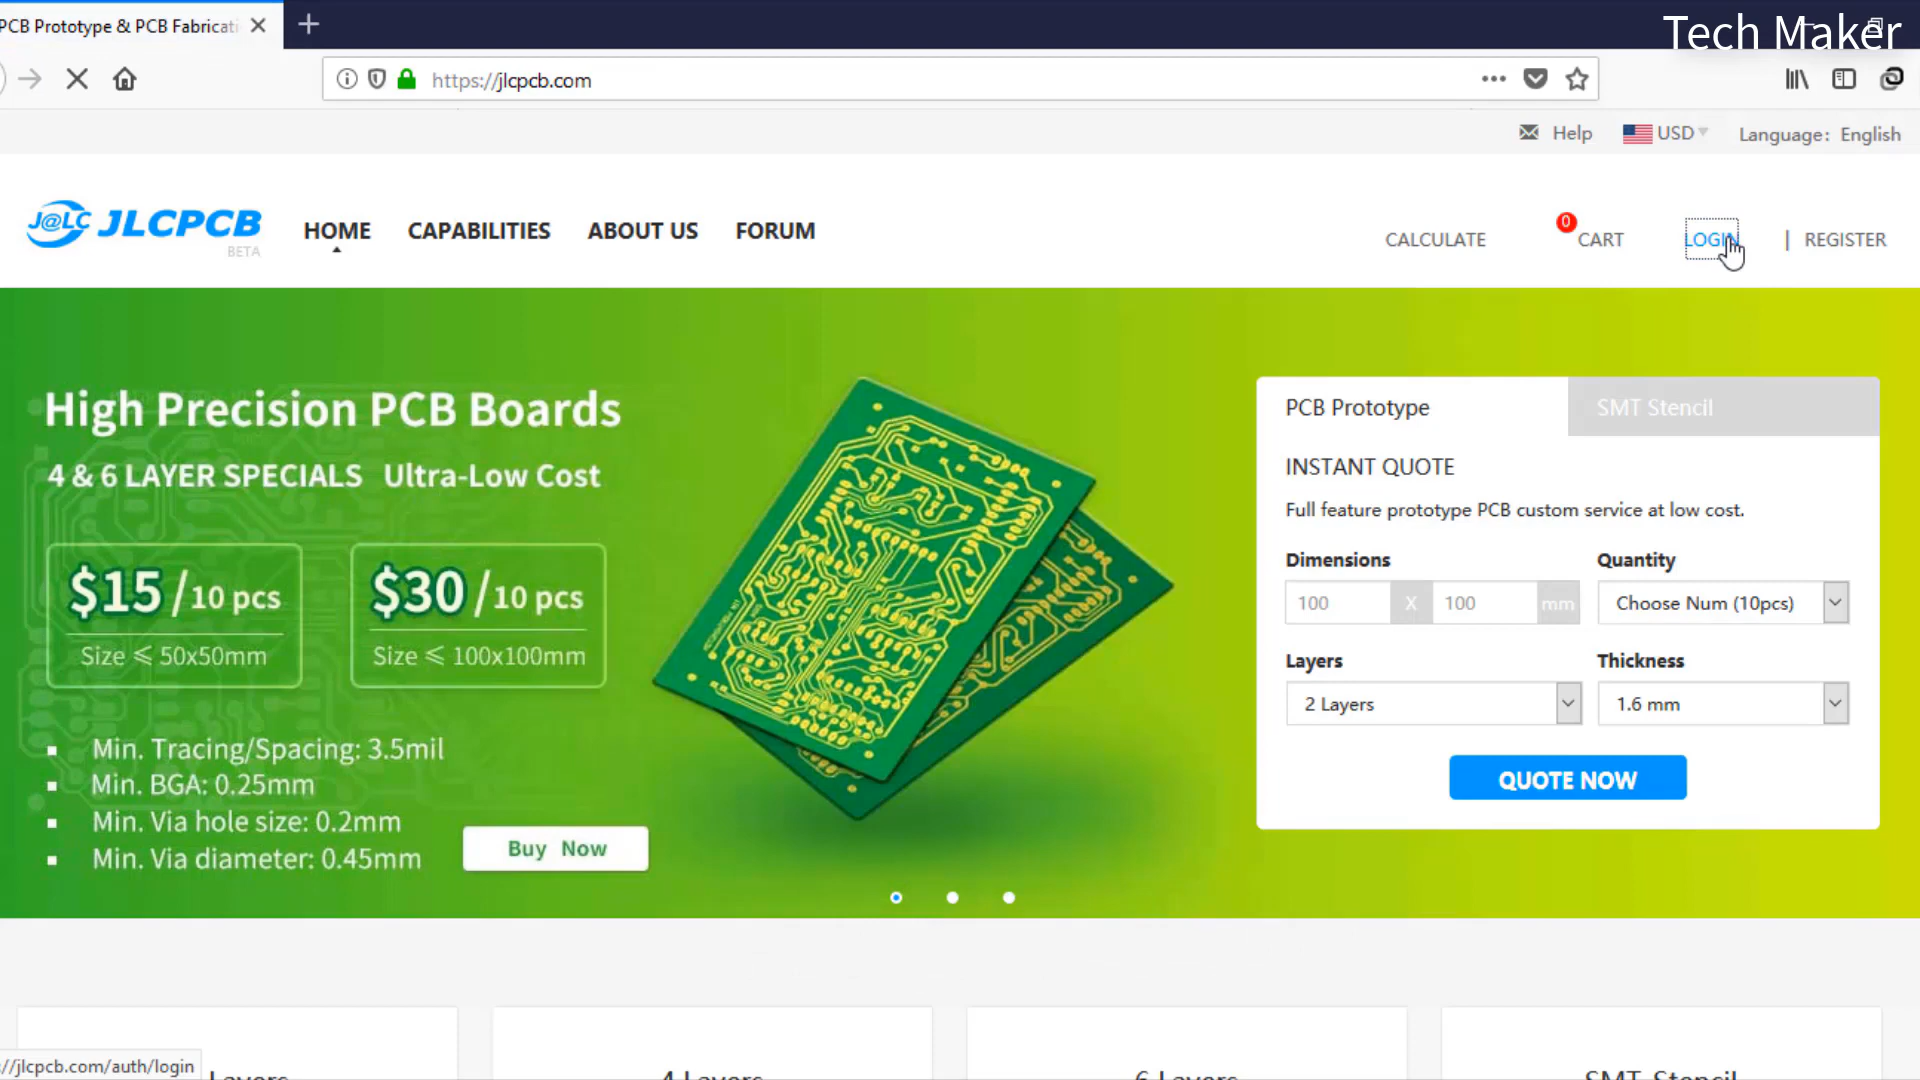 PCB Prototype & PCB Fabricati
Tech Maker
https://jlcpcb.com
Help
USD
Language: English
J@LC JLCPCB
BETA
HOME
CAPABILITIES
ABOUT US
FORUM
CALCULATE
0
CART
LOGIN
|
REGISTER
High Precision PCB Boards
4 & 6 LAYER SPECIALS Ultra-Low Cost
$15/10 pcs
Size ≤ 50x50mm
$30/10 pcs
Size ≤ 100x100mm
Min. Tracing/Spacing: 3.5mil
Min. BGA: 0.25mm
Min. Via hole size: 0.2mm
Min. Via diameter: 0.45mm
Buy Now
PCB Prototype
SMT Stencil
INSTANT QUOTE
Full feature prototype PCB custom service at low cost.
Dimensions
Quantity
100 X 100 mm
Choose Num (10pcs)
Layers
Thickness
2 Layers
1.6 mm
QUOTE NOW
://jlcpcb.com/auth/login
Layers
4 Layers
6 Layers
SMT Stencil